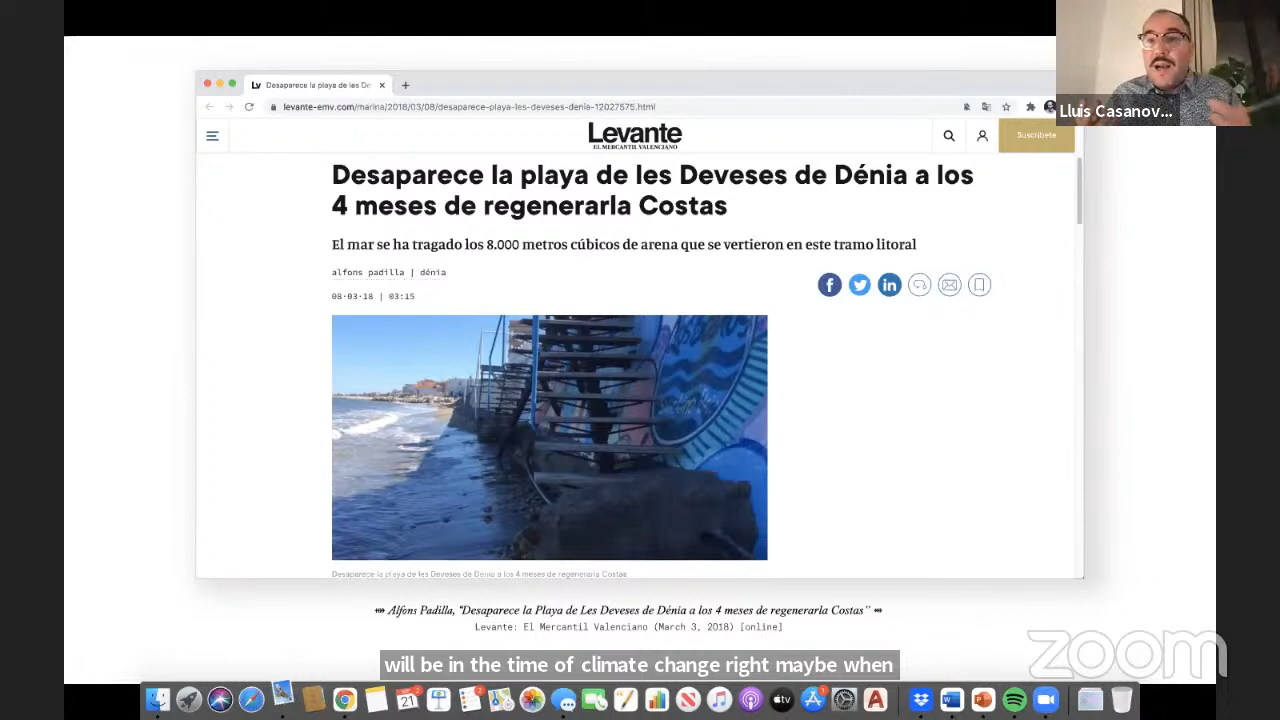 Lv Desaparece la playa de les De
levante-emv.com/marina/2018/03/08/desaparece-playa-les-deveses-denia-12027575.html
Lluis Casanov...
Levante
EL MERCANTIL VALENCIANO
Suscríbete
Desaparece la playa de les Deveses de Dénia a los
4 meses de regenerarla Costas
El mar se ha tragado los 8.000 metros cúbicos de arena que se vertieron en este tramo litoral
alfons padilla | dénia
08·03·18 | 03:15
Desaparece la playa de les Deveses de Dénia a los 4 meses de regenerarla Costas
Alfons Padilla, "Desaparece la Playa de Les Deveses de Dénia a los 4 meses de regenerarla Costas"
Levante: El Mercantil Valenciano (March 3, 2018) [online]
zoom
will be in the time of climate change right maybe when